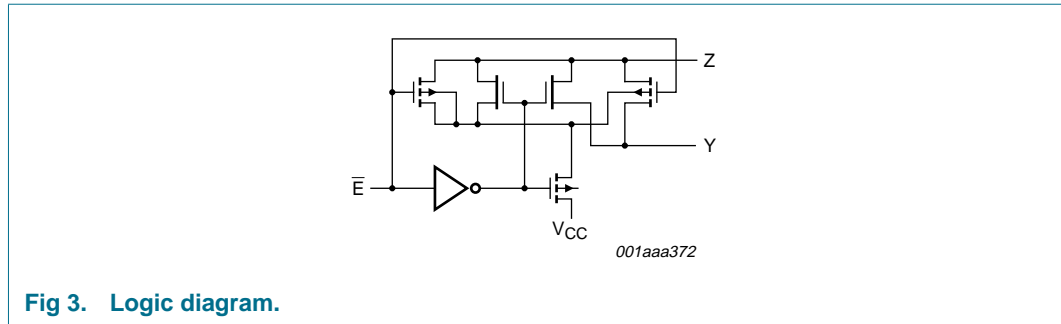 Z
Y
E̅
VCC
001aaa372
Fig 3. Logic diagram.